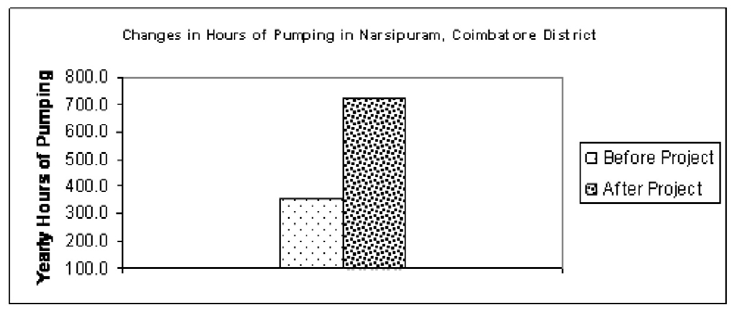 Changes in Hours of Pumping in Narsipuram, Coimbatore District
Yearly Hours of Pumping
800.0
700.0
600.0
500.0
400.0
300.0
200.0
100.0
Before Project
After Project